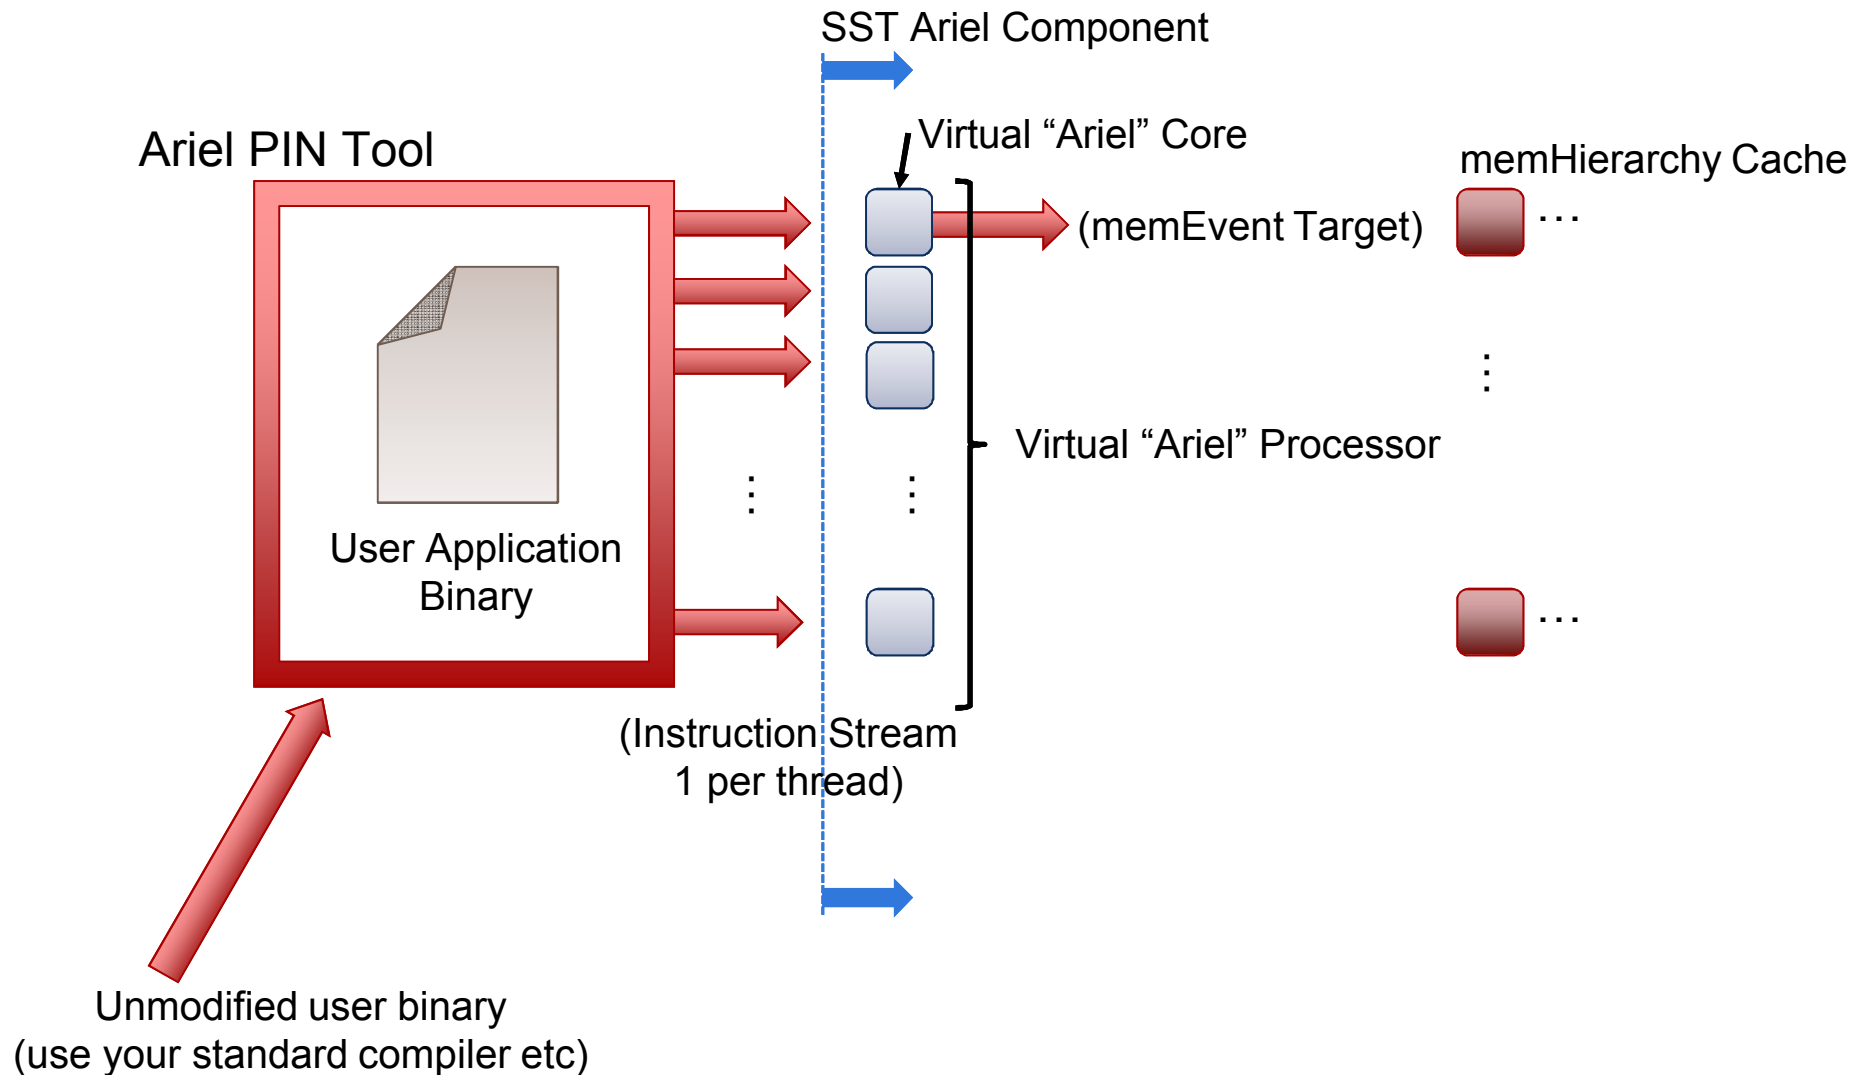 SST Ariel Component
Virtual “Ariel” Core
Ariel PIN Tool
memHierarchy Cache
(memEvent Target)
...
Virtual “Ariel” Processor
User Application
Binary
...
(Instruction Stream
1 per thread)
Unmodified user binary
(use your standard compiler etc)